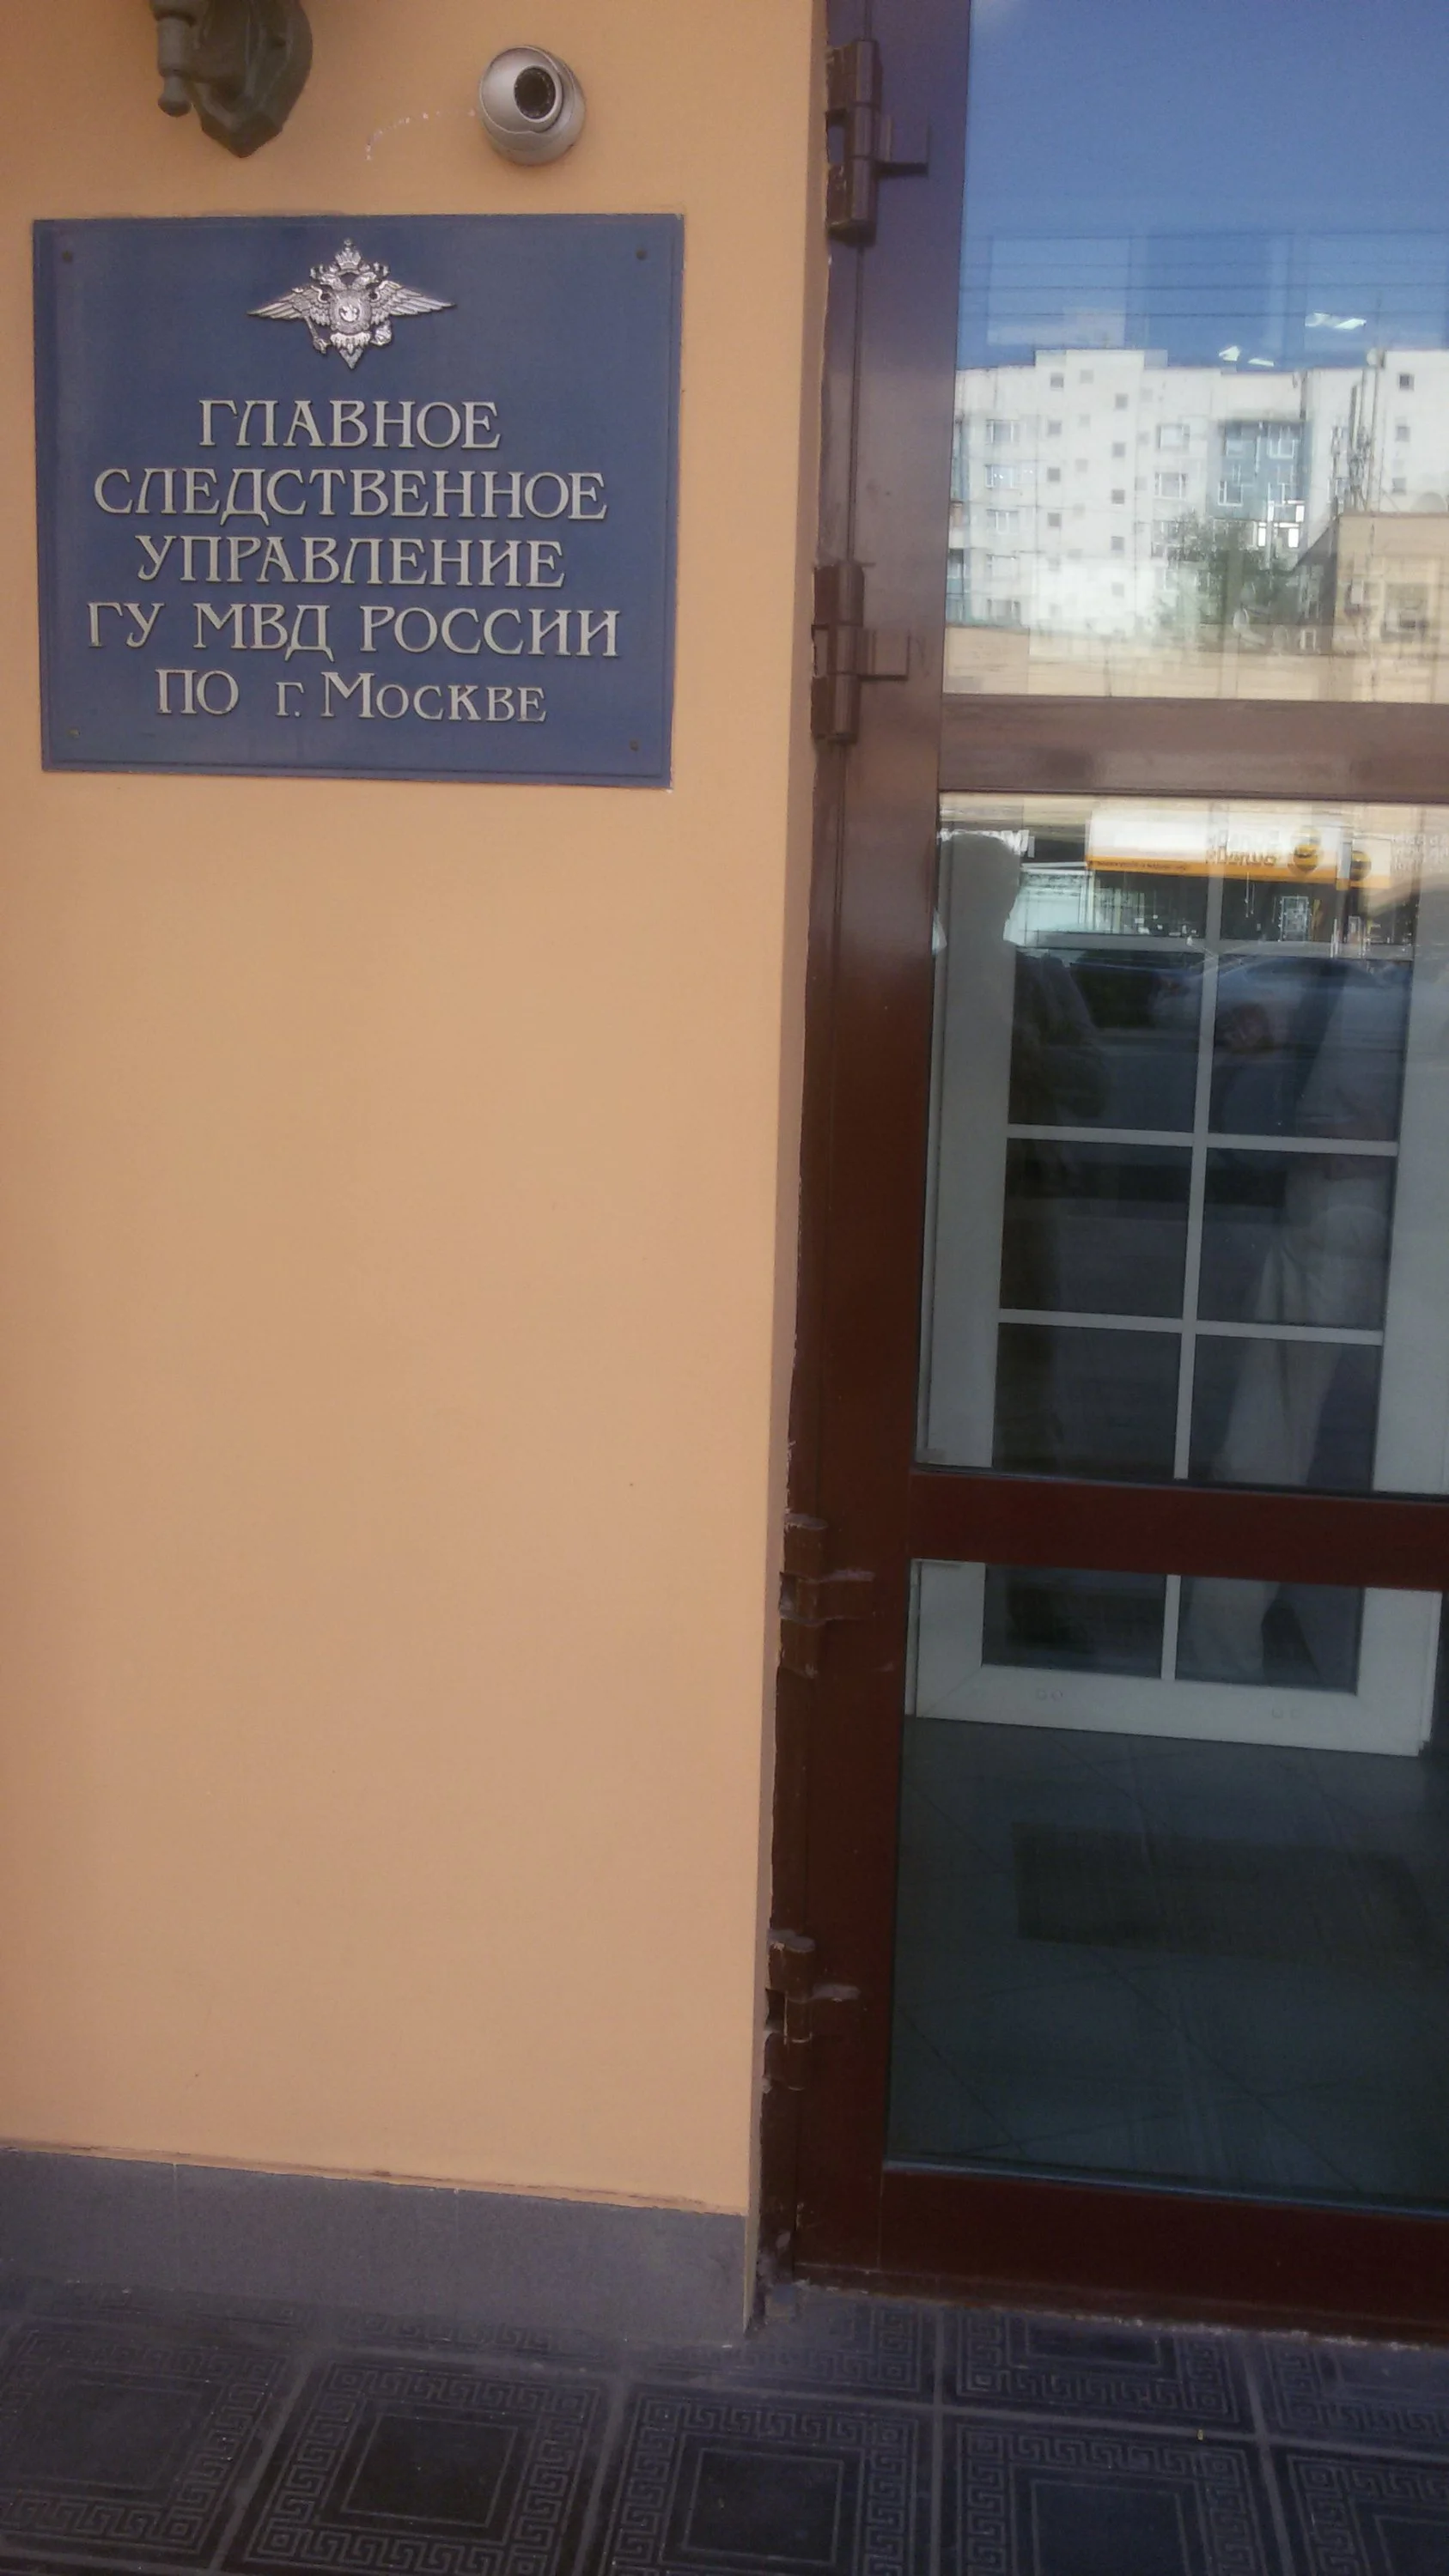 ГЛАВНОЕ
СЛЕДСТВЕННОЕ
УПРАВЛЕНИЕ
ГУ МВД РОССИИ
ПО г. МОСКВЕ